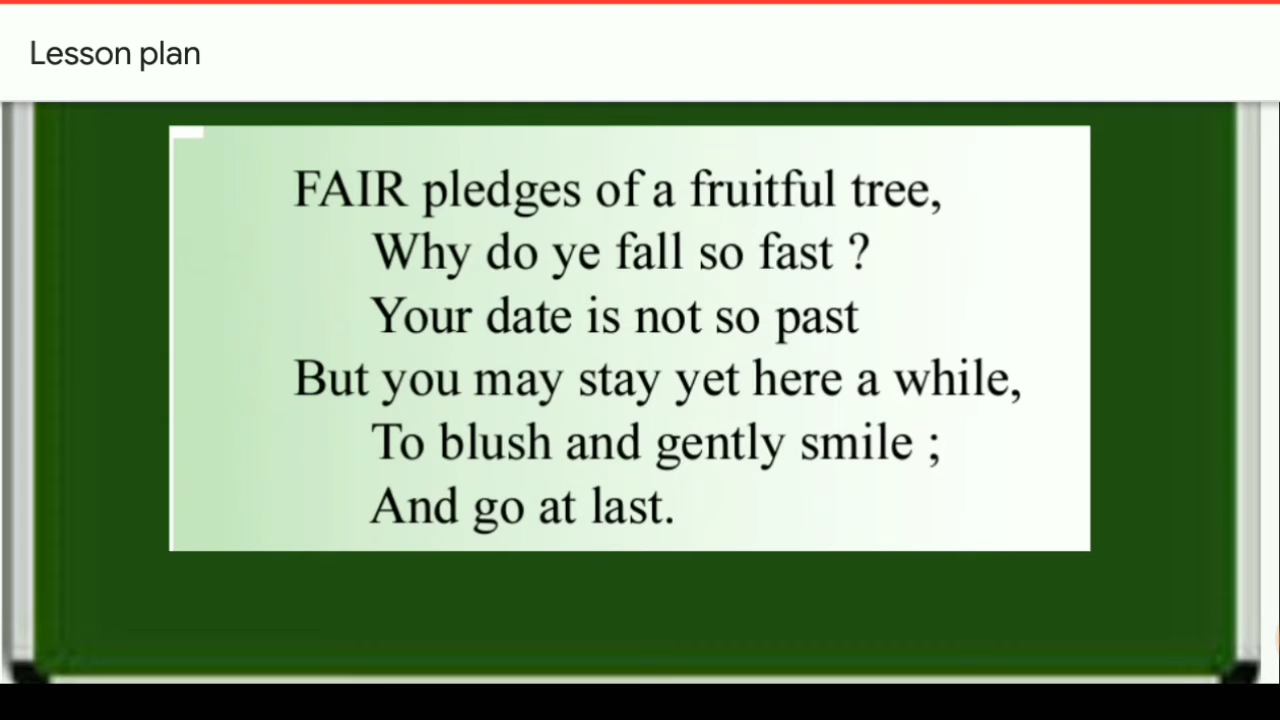 Lesson plan
FAIR pledges of a fruitful tree,
Why do ye fall so fast ?
Your date is not so past
But you may stay yet here a while,
To blush and gently smile ;
And go at last.